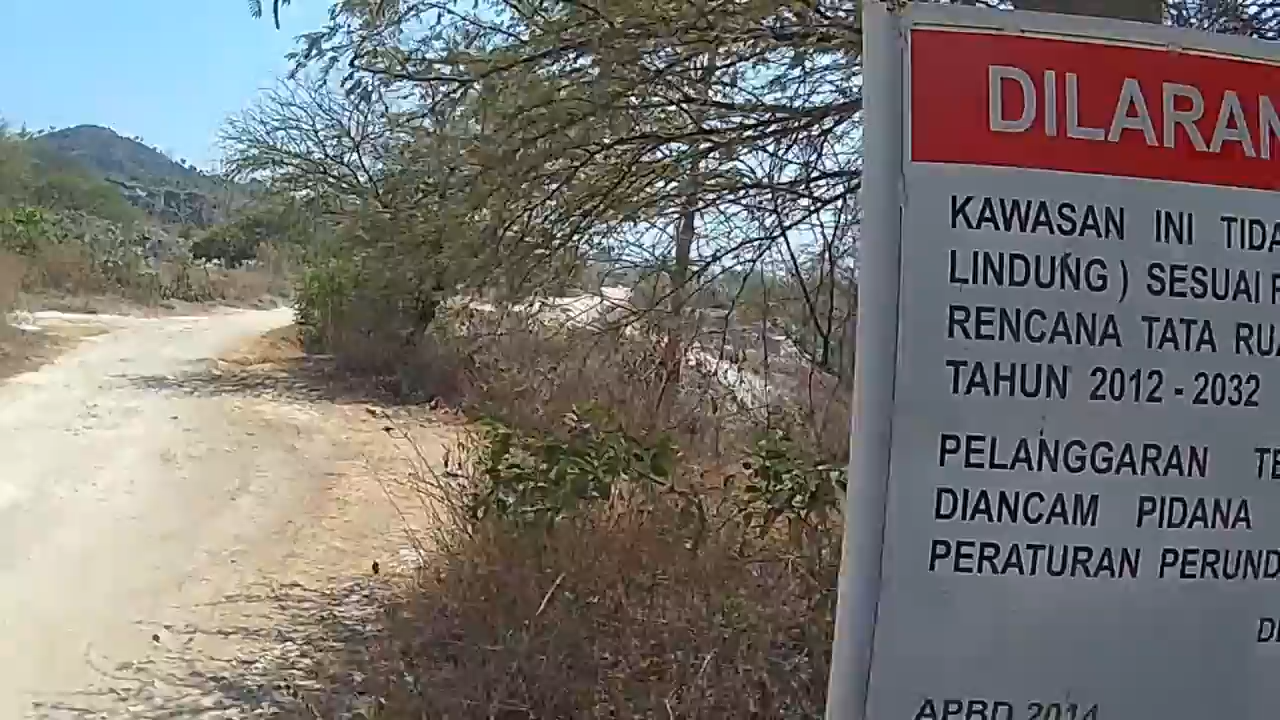 DILARAN
KAWASAN INI TIDA
LINDUNG ) SESUAI
RENCANA TATA RUA
TAHUN 2012 - 2032
PELANGGARAN TE
DIANCAM PIDANA
PERATURAN PERUND
APBD 2014